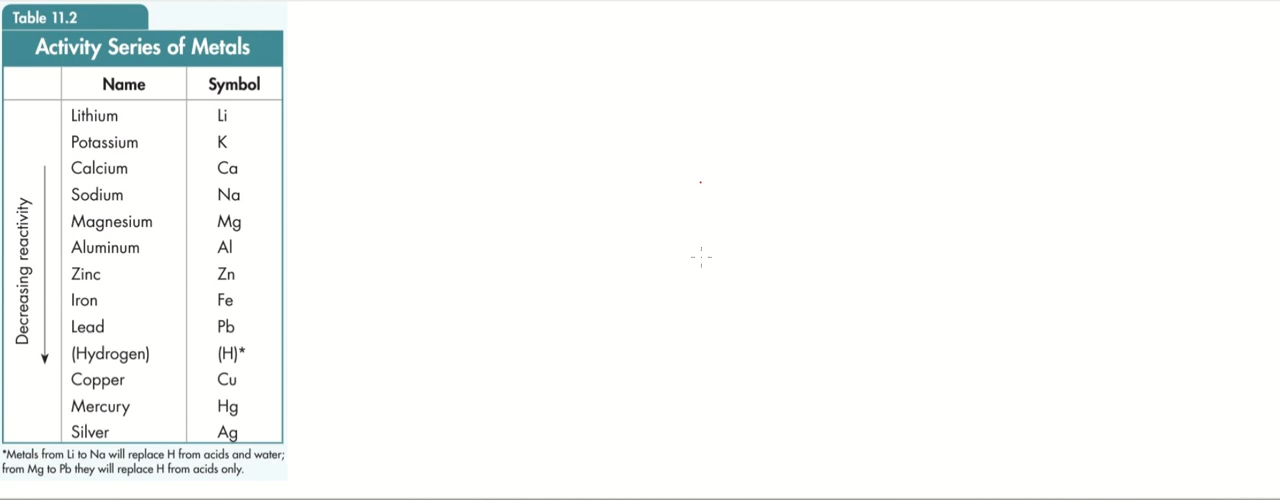 Table 11.2
Activity Series of Metals
Name Symbol
Decreasing reactivity
Lithium Li
Potassium K
Calcium Ca
Sodium Na
Magnesium Mg
Aluminum Al
Zinc Zn
Iron Fe
Lead Pb
(Hydrogen) (H)*
Copper Cu
Mercury Hg
Silver Ag
*Metals from Li to Na will replace H from acids and water;
from Mg to Pb they will replace H from acids only.